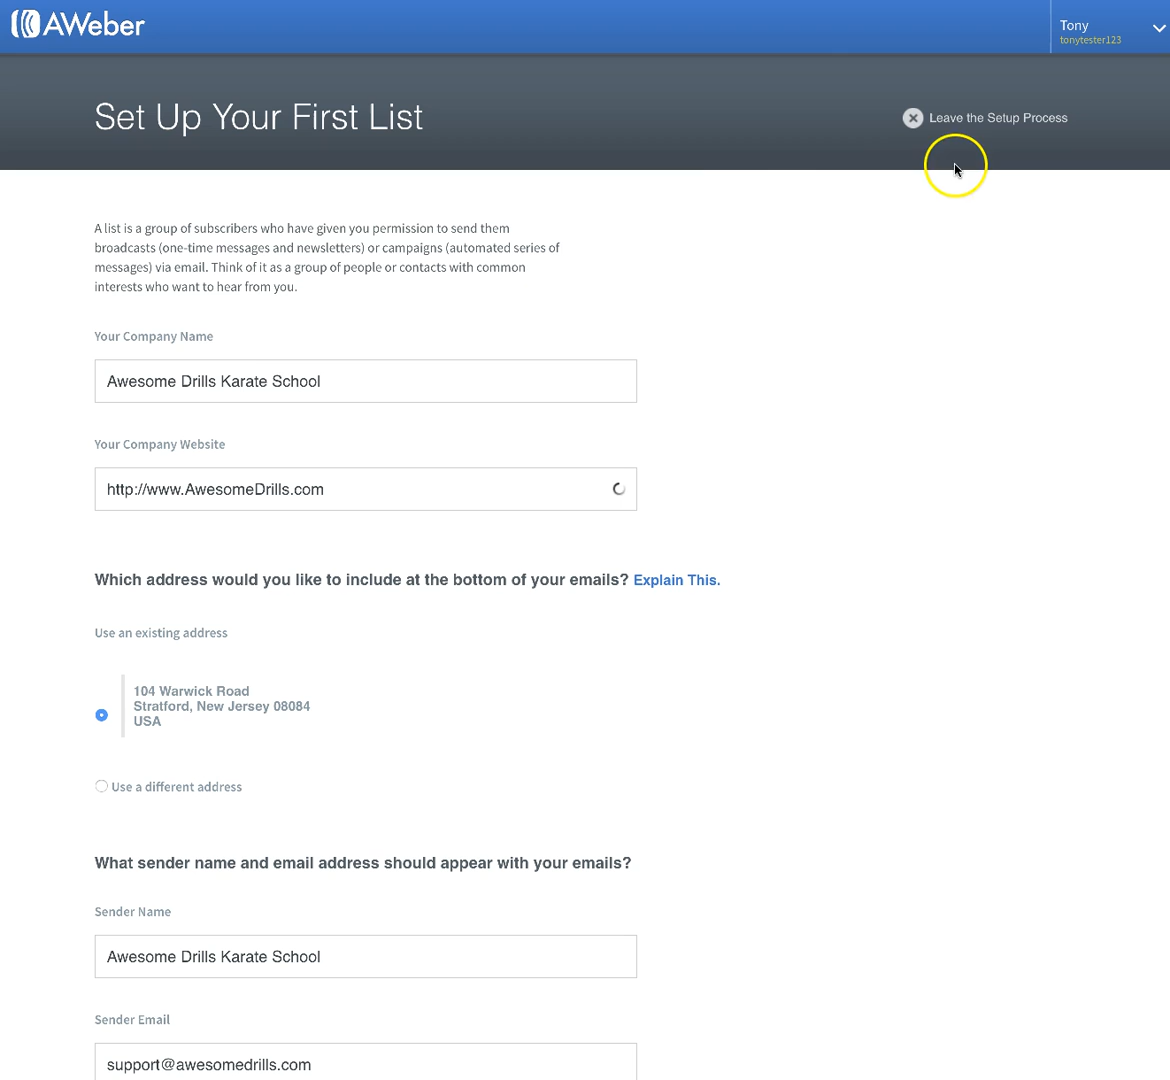 AWeber
Tony
tonytester123
Set Up Your First List
Leave the Setup Process
A list is a group of subscribers who have given you permission to send them
broadcasts (one-time messages and newsletters) or campaigns (automated series of
messages) via email. Think of it as a group of people or contacts with common
interests who want to hear from you.
Your Company Name
Awesome Drills Karate School
Your Company Website
http://www.AwesomeDrills.com
Which address would you like to include at the bottom of your emails? Explain This.
Use an existing address
104 Warwick Road
Stratford, New Jersey 08084
USA
Use a different address
What sender name and email address should appear with your emails?
Sender Name
Awesome Drills Karate School
Sender Email
support@awesomedrills.com